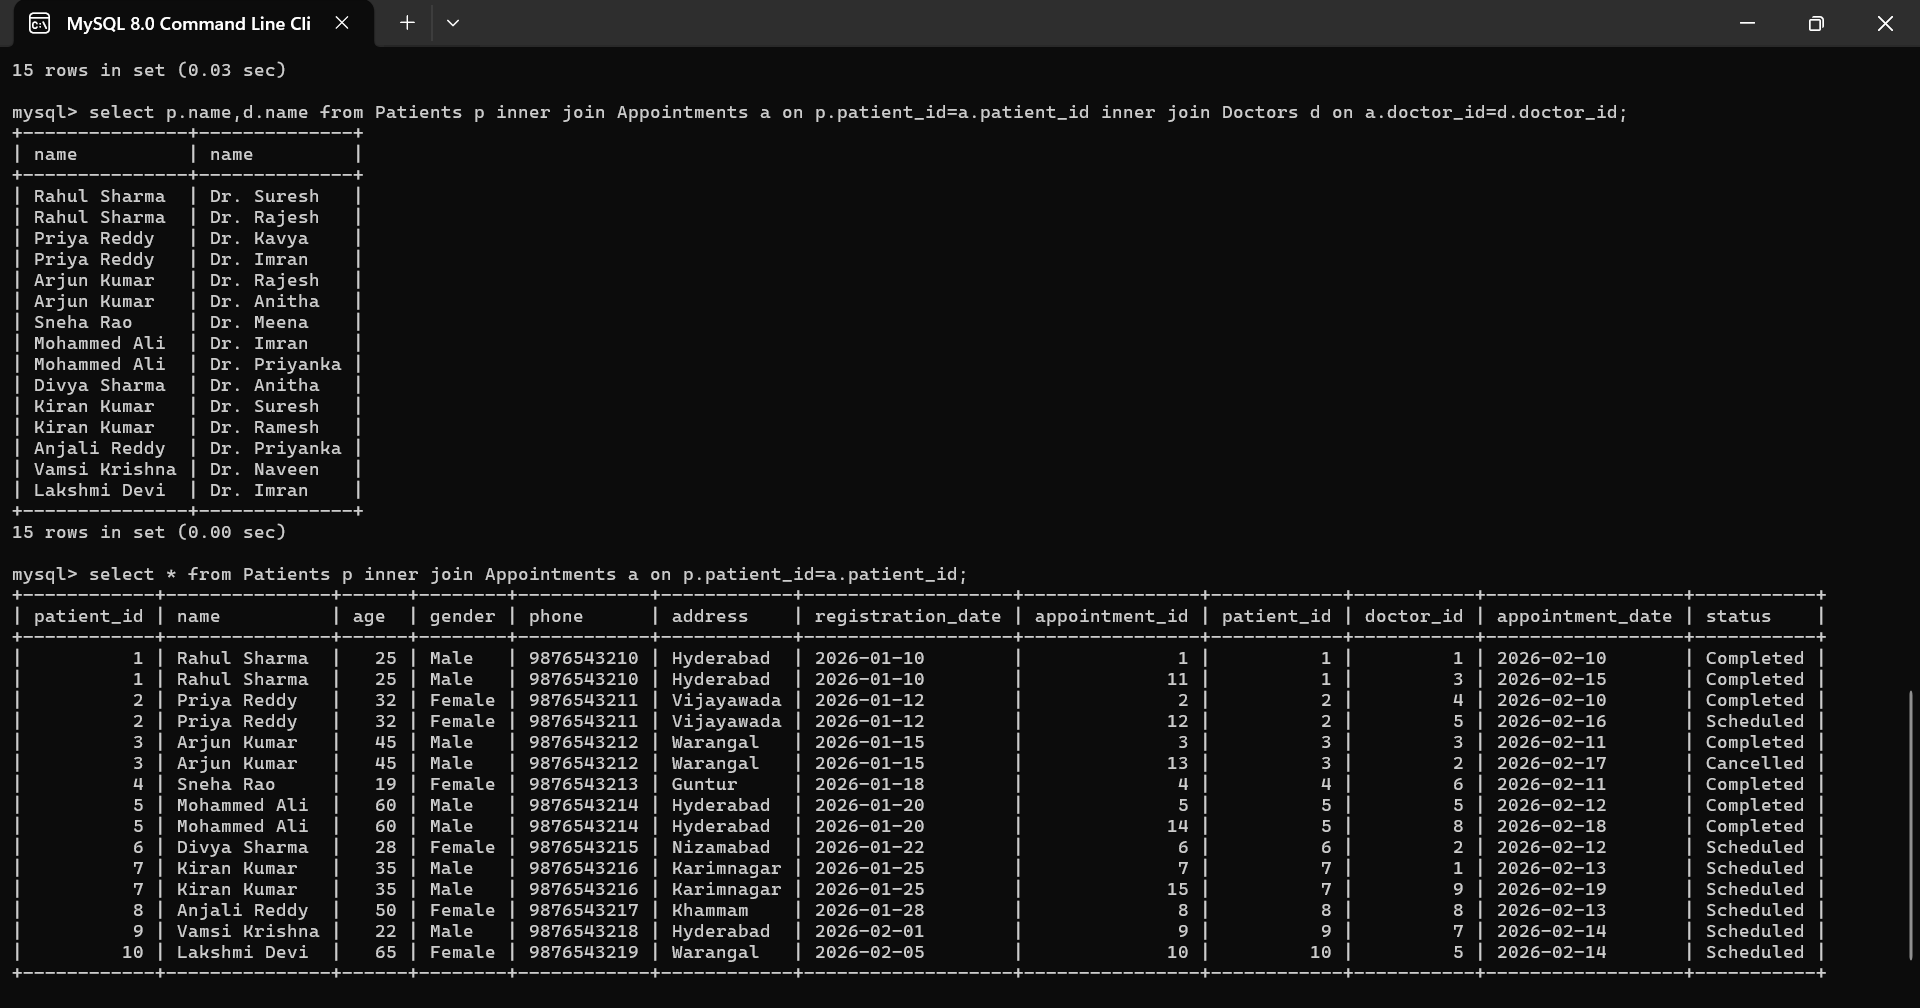 MySQL 8.0 Command Line Cli
15 rows in set (0.03 sec)
mysql> select p.name,d.name from Patients p inner join Appointments a on p.patient_id=a.patient_id inner join Doctors d on a.doctor_id=d.doctor_id;
+---------------+--------------+
| name          | name         |
+---------------+--------------+
| Rahul Sharma  | Dr. Suresh   |
| Rahul Sharma  | Dr. Rajesh   |
| Priya Reddy   | Dr. Kavya    |
| Priya Reddy   | Dr. Imran    |
| Arjun Kumar   | Dr. Rajesh   |
| Arjun Kumar   | Dr. Anitha   |
| Sneha Rao     | Dr. Meena    |
| Mohammed Ali  | Dr. Imran    |
| Mohammed Ali  | Dr. Priyanka |
| Divya Sharma  | Dr. Anitha   |
| Kiran Kumar   | Dr. Suresh   |
| Kiran Kumar   | Dr. Ramesh   |
| Anjali Reddy  | Dr. Priyanka |
| Vamsi Krishna | Dr. Naveen   |
| Lakshmi Devi  | Dr. Imran    |
+---------------+--------------+
15 rows in set (0.00 sec)
mysql> select * from Patients p inner join Appointments a on p.patient_id=a.patient_id;
+------------+---------------+------+--------+------------+------------+-------------------+----------------+------------+-----------+------------------+-----------+
| patient_id | name          | age  | gender | phone      | address    | registration_date | appointment_id | patient_id | doctor_id | appointment_date | status    |
+------------+---------------+------+--------+------------+------------+-------------------+----------------+------------+-----------+------------------+-----------+
|          1 | Rahul Sharma  |   25 | Male   | 9876543210 | Hyderabad  | 2026-01-10        |              1 |          1 |         1 | 2026-02-10       | Completed |
|          1 | Rahul Sharma  |   25 | Male   | 9876543210 | Hyderabad  | 2026-01-10        |             11 |          1 |         3 | 2026-02-15       | Completed |
|          2 | Priya Reddy   |   32 | Female | 9876543211 | Vijayawada | 2026-01-12        |              2 |          2 |         4 | 2026-02-10       | Completed |
|          2 | Priya Reddy   |   32 | Female | 9876543211 | Vijayawada | 2026-01-12        |             12 |          2 |         5 | 2026-02-16       | Scheduled |
|          3 | Arjun Kumar   |   45 | Male   | 9876543212 | Warangal   | 2026-01-15        |              3 |          3 |         3 | 2026-02-11       | Completed |
|          3 | Arjun Kumar   |   45 | Male   | 9876543212 | Warangal   | 2026-01-15        |             13 |          3 |         2 | 2026-02-17       | Cancelled |
|          4 | Sneha Rao     |   19 | Female | 9876543213 | Guntur     | 2026-01-18        |              4 |          4 |         6 | 2026-02-11       | Completed |
|          5 | Mohammed Ali  |   60 | Male   | 9876543214 | Hyderabad  | 2026-01-20        |              5 |          5 |         5 | 2026-02-12       | Completed |
|          5 | Mohammed Ali  |   60 | Male   | 9876543214 | Hyderabad  | 2026-01-20        |             14 |          5 |         8 | 2026-02-18       | Completed |
|          6 | Divya Sharma  |   28 | Female | 9876543215 | Nizamabad  | 2026-01-22        |              6 |          6 |         2 | 2026-02-12       | Scheduled |
|          7 | Kiran Kumar   |   35 | Male   | 9876543216 | Karimnagar | 2026-01-25        |              7 |          7 |         1 | 2026-02-13       | Scheduled |
|          7 | Kiran Kumar   |   35 | Male   | 9876543216 | Karimnagar | 2026-01-25        |             15 |          7 |         9 | 2026-02-19       | Scheduled |
|          8 | Anjali Reddy  |   50 | Female | 9876543217 | Khammam    | 2026-01-28        |              8 |          8 |         8 | 2026-02-13       | Scheduled |
|          9 | Vamsi Krishna |   22 | Male   | 9876543218 | Hyderabad  | 2026-02-01        |              9 |          9 |         7 | 2026-02-14       | Scheduled |
|         10 | Lakshmi Devi  |   65 | Female | 9876543219 | Warangal   | 2026-02-05        |             10 |         10 |         5 | 2026-02-14       | Scheduled |
+------------+---------------+------+--------+------------+------------+-------------------+----------------+------------+-----------+------------------+-----------+